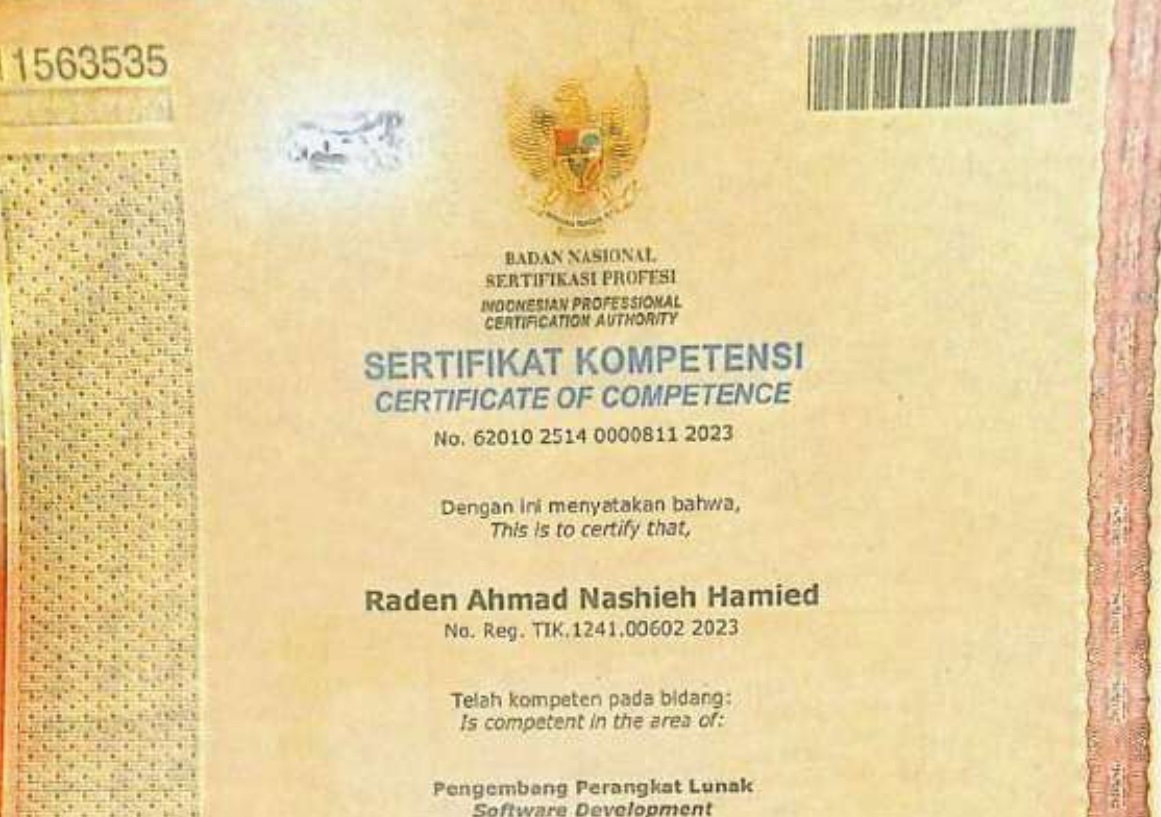 11563535
BADAN NASIONAL
SERTIFIKASI PROFESI
INDONESIAN PROFESSIONAL
CERTIFICATION AUTHORITY
SERTIFIKAT KOMPETENSI
CERTIFICATE OF COMPETENCE
No. 62010 2514 0000811 2023
Dengan ini menyatakan bahwa,
This is to certify that,
Raden Ahmad Nashieh Hamied
No. Reg. TIK.1241.00602 2023
Telah kompeten pada bidang:
Is competent in the area of:
Pengembang Perangkat Lunak
Software Development